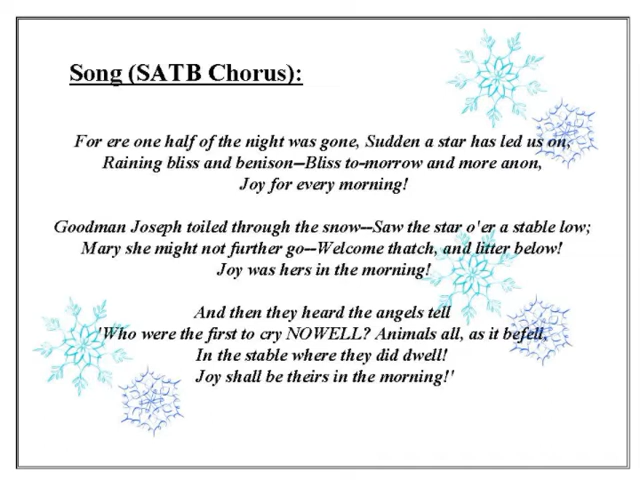 Song (SATB Chorus):
For ere one half of the night was gone, Sudden a star has led us on,
Raining bliss and benison--Bliss to-morrow and more anon,
Joy for every morning!
Goodman Joseph toiled through the snow--Saw the star o'er a stable low;
Mary she might not further go--Welcome thatch, and litter below!
Joy was hers in the morning!
And then they heard the angels tell
'Who were the first to cry NOWELL? Animals all, as it befell,
In the stable where they did dwell!
Joy shall be theirs in the morning!'